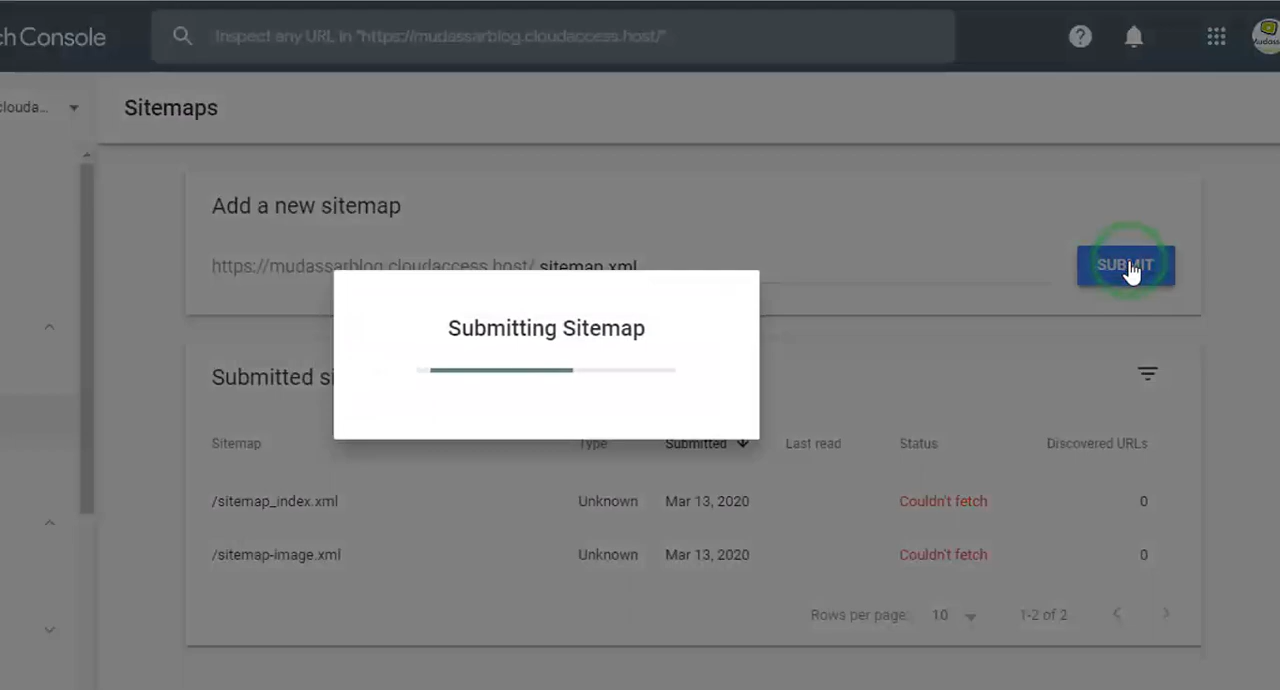 ch Console
Inspect any URL in "https://mudassarblog.cloudaccess.host/"
clouda...
Sitemaps
Add a new sitemap
https://mudassarblog.cloudaccess.host/ sitemap.xml
SUBMIT
Submitting Sitemap
Submitted si
Sitemap Type Submitted Last read Status Discovered URLs
/sitemap_index.xml Unknown Mar 13, 2020 Couldn't fetch 0
/sitemap-image.xml Unknown Mar 13, 2020 Couldn't fetch 0
Rows per page: 10 1-2 of 2